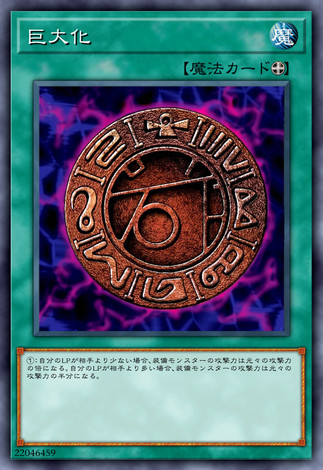 巨大化
魔
【魔法カード】
①:自分のLPが相手より少ない場合、装備モンスターの攻撃力は元々の攻撃力
の倍になる。自分のLPが相手より多い場合、装備モンスターの攻撃力は元々の
攻撃力の半分になる。
22046459